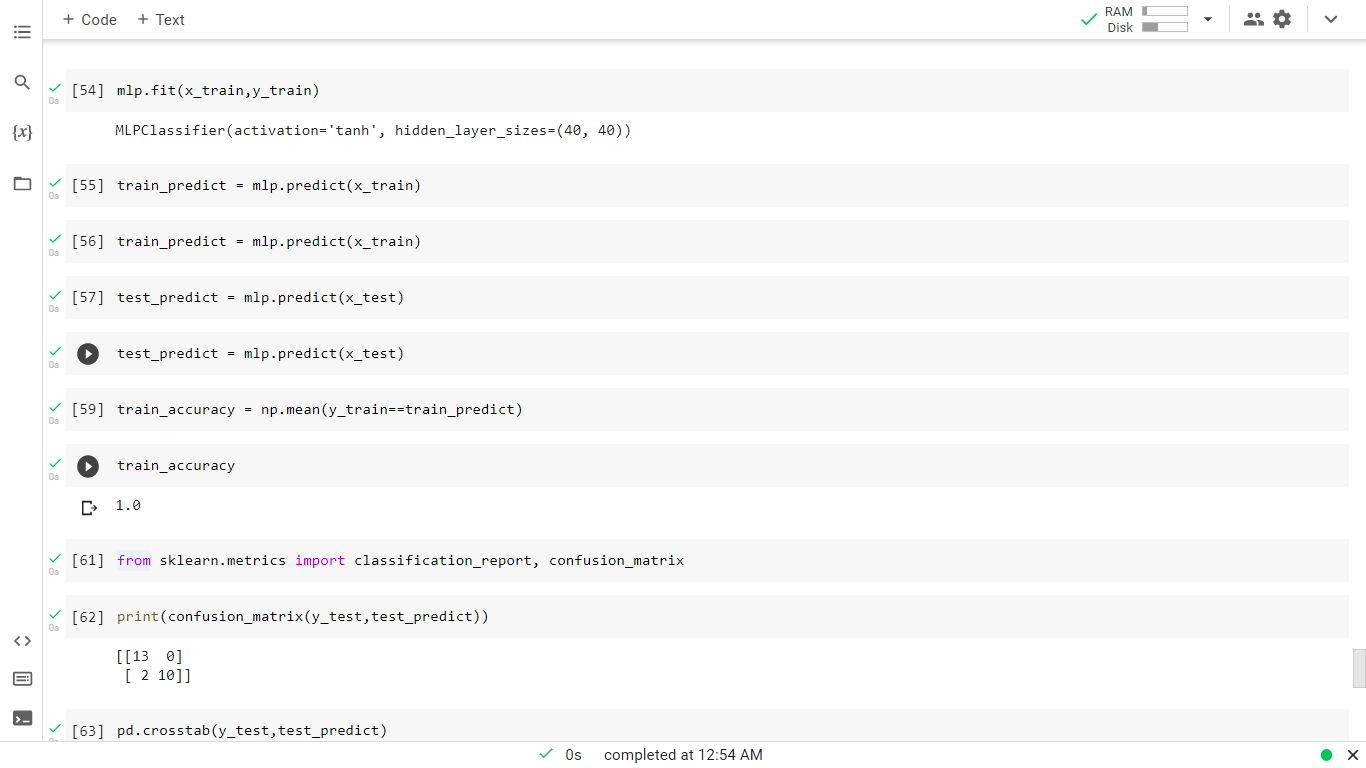 + Code + Text
RAM
Disk
{x}
[54] mlp.fit(x_train,y_train)
0s
MLPClassifier(activation='tanh', hidden_layer_sizes=(40, 40))
[55] train_predict = mlp.predict(x_train)
0s
[56] train_predict = mlp.predict(x_train)
0s
[57] test_predict = mlp.predict(x_test)
0s
test_predict = mlp.predict(x_test)
0s
[59] train_accuracy = np.mean(y_train==train_predict)
0s
train_accuracy
0s
1.0
[61] from sklearn.metrics import classification_report, confusion_matrix
0s
[62] print(confusion_matrix(y_test,test_predict))
0s
[[13  0]
 [ 2 10]]
[63] pd.crosstab(y_test,test_predict)
0s completed at 12:54 AM